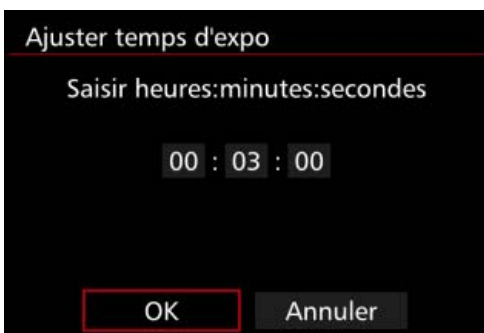 Ajuster temps d'expo
Saisir heures:minutes:secondes
00 : 03 : 00
OK Annuler